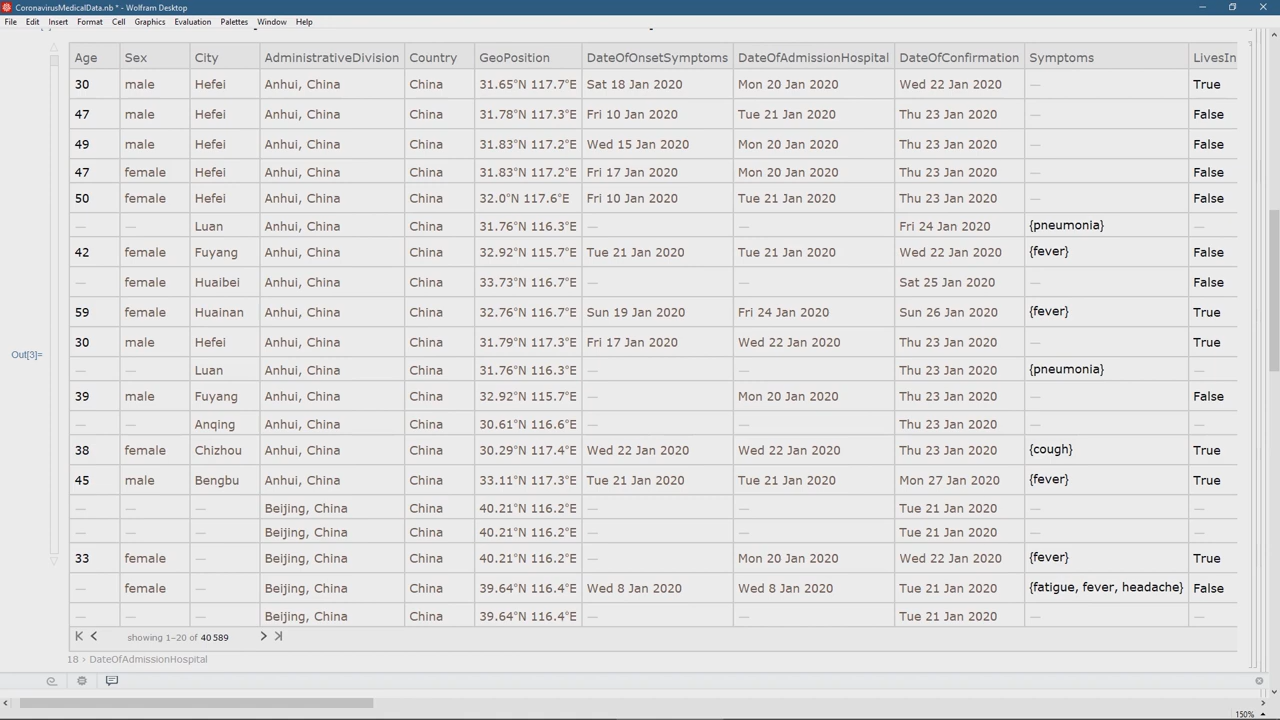 CoronavirusMedicalData.nb * - Wolfram Desktop
File Edit Insert Format Cell Graphics Evaluation Palettes Window Help
Age Sex City AdministrativeDivision Country GeoPosition DateOfOnsetSymptoms DateOfAdmissionHospital DateOfConfirmation Symptoms LivesIn
30 male Hefei Anhui, China China 31.65°N 117.7°E Sat 18 Jan 2020 Mon 20 Jan 2020 Wed 22 Jan 2020 — True
47 male Hefei Anhui, China China 31.78°N 117.3°E Fri 10 Jan 2020 Tue 21 Jan 2020 Thu 23 Jan 2020 — False
49 male Hefei Anhui, China China 31.83°N 117.2°E Wed 15 Jan 2020 Mon 20 Jan 2020 Thu 23 Jan 2020 — False
47 female Hefei Anhui, China China 31.83°N 117.2°E Fri 17 Jan 2020 Mon 20 Jan 2020 Thu 23 Jan 2020 — False
50 female Hefei Anhui, China China 32.0°N 117.6°E Fri 10 Jan 2020 Tue 21 Jan 2020 Thu 23 Jan 2020 — False
— — Luan Anhui, China China 31.76°N 116.3°E — — Fri 24 Jan 2020 {pneumonia} —
42 female Fuyang Anhui, China China 32.92°N 115.7°E Tue 21 Jan 2020 Tue 21 Jan 2020 Wed 22 Jan 2020 {fever} False
— female Huaibei Anhui, China China 33.73°N 116.7°E — — Sat 25 Jan 2020 — False
59 female Huainan Anhui, China China 32.76°N 116.7°E Sun 19 Jan 2020 Fri 24 Jan 2020 Sun 26 Jan 2020 {fever} True
30 male Hefei Anhui, China China 31.79°N 117.3°E Fri 17 Jan 2020 Wed 22 Jan 2020 Thu 23 Jan 2020 — True
— — Luan Anhui, China China 31.76°N 116.3°E — — Thu 23 Jan 2020 {pneumonia} —
39 male Fuyang Anhui, China China 32.92°N 115.7°E — Mon 20 Jan 2020 Thu 23 Jan 2020 — False
— — Anqing Anhui, China China 30.61°N 116.6°E — — Thu 23 Jan 2020 — —
38 female Chizhou Anhui, China China 30.29°N 117.4°E Wed 22 Jan 2020 Wed 22 Jan 2020 Thu 23 Jan 2020 {cough} True
45 male Bengbu Anhui, China China 33.11°N 117.3°E Tue 21 Jan 2020 Tue 21 Jan 2020 Mon 27 Jan 2020 {fever} True
— — — Beijing, China China 40.21°N 116.2°E — — Tue 21 Jan 2020 — —
— — — Beijing, China China 40.21°N 116.2°E — — Tue 21 Jan 2020 — —
33 female — Beijing, China China 40.21°N 116.2°E — Mon 20 Jan 2020 Wed 22 Jan 2020 {fever} True
— female — Beijing, China China 39.64°N 116.4°E Wed 8 Jan 2020 Wed 8 Jan 2020 Tue 21 Jan 2020 {fatigue, fever, headache} False
— — — Beijing, China China 39.64°N 116.4°E — — Tue 21 Jan 2020 — —
Out[3]=
showing 1–20 of 40 589
18 › DateOfAdmissionHospital
150%